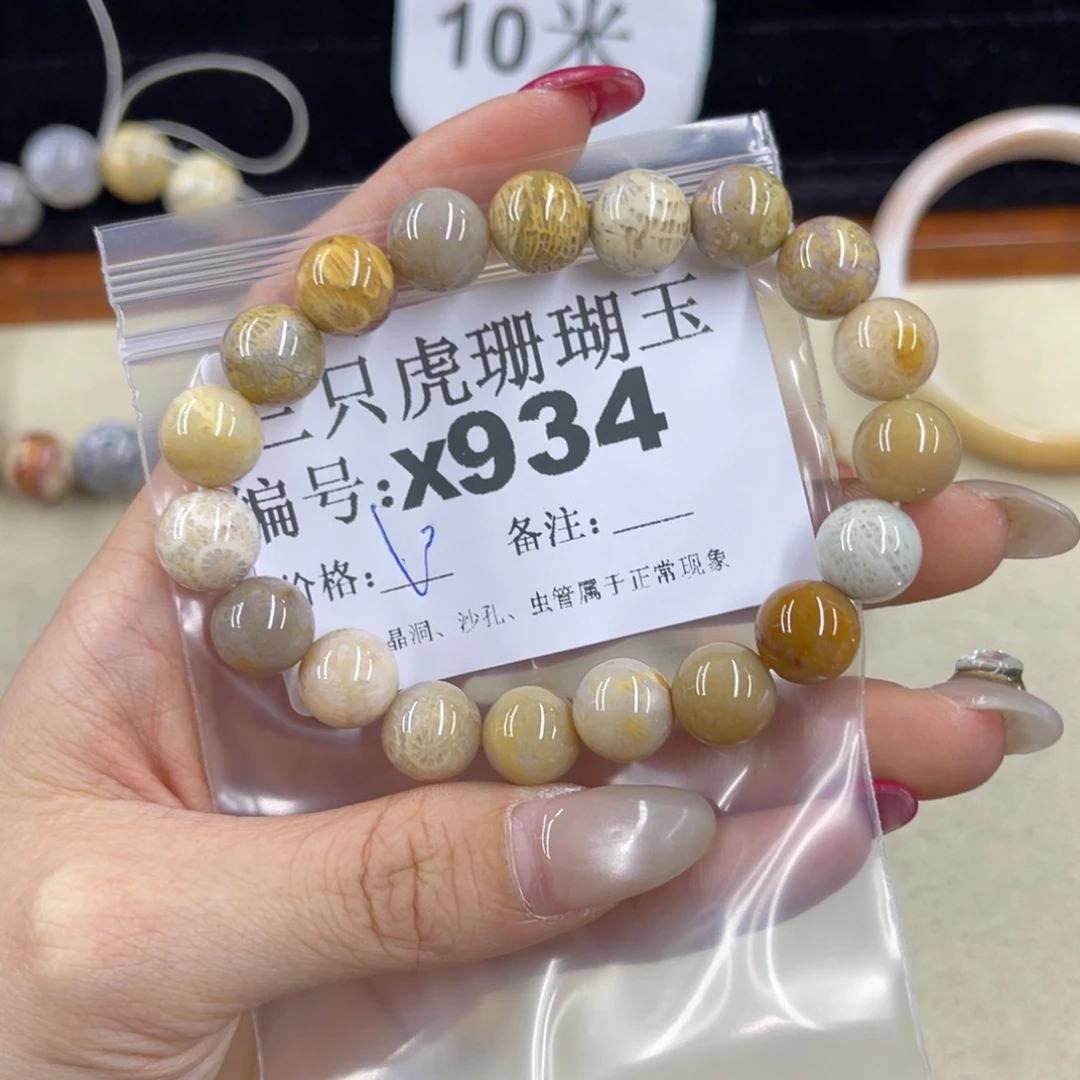 10米
三只虎珊瑚玉
编号:x934
价格:
备注:
晶洞、沙孔、虫管属于正常现象